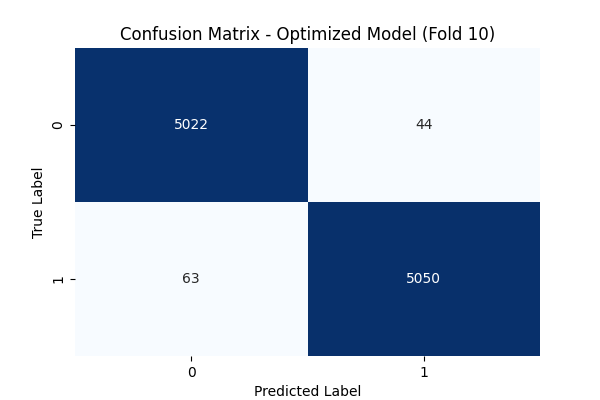 Confusion Matrix - Optimized Model (Fold 10)
True Label
0
5022
44
1
63
5050
0
1
Predicted Label